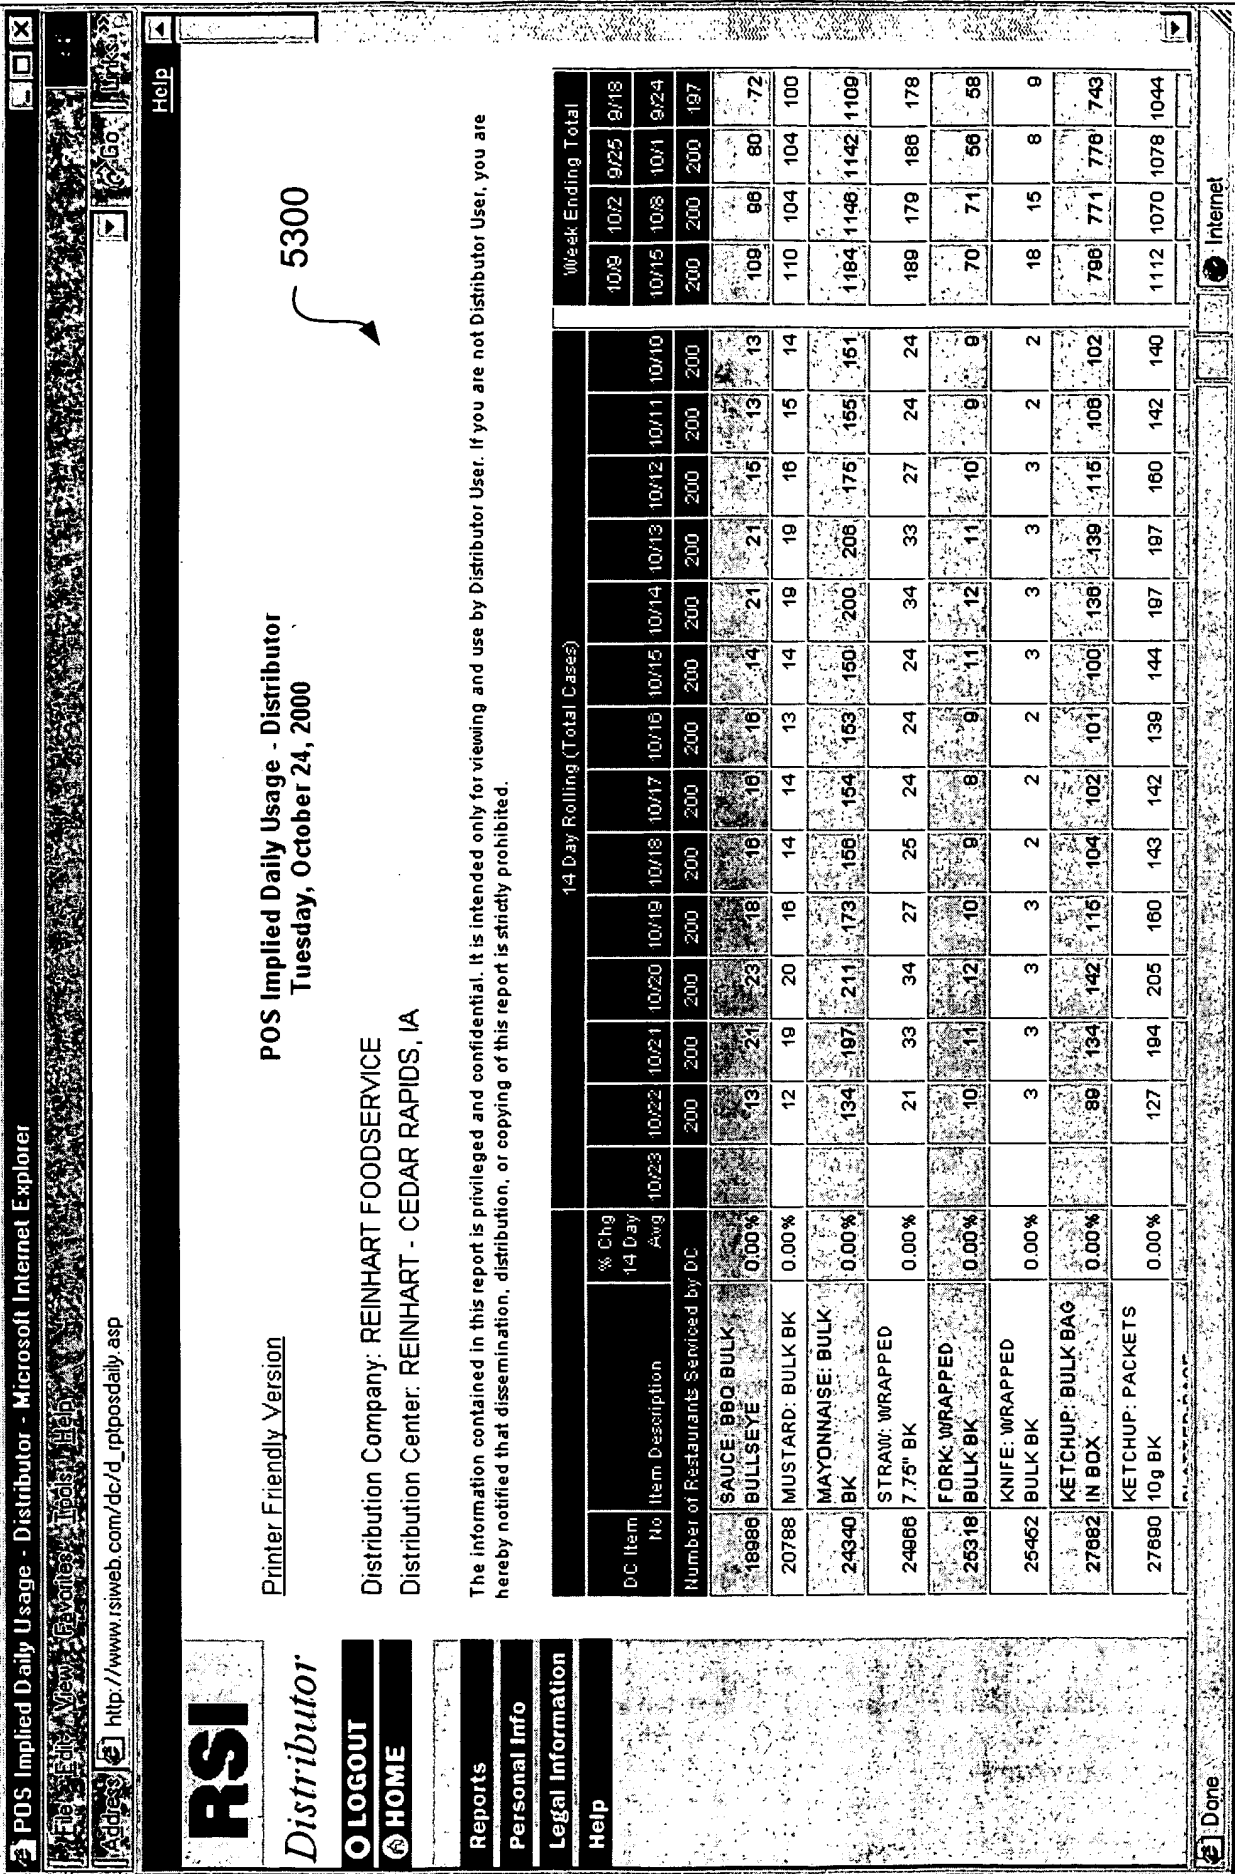 POS Implied Daily Usage - Distributor - Microsoft Internet Explorer
File Edit View Favorites Tools Help
Address http://www.rsiweb.com/dc/d_rptposdaily.asp Go Links »
Help
RSI
Distributor
LOGOUT
HOME
Reports
Personal Info
Legal Information
Help
Printer Friendly Version
POS Implied Daily Usage - Distributor
Tuesday, October 24, 2000
5300
Distribution Company: REINHART FOODSERVICE
Distribution Center: REINHART - CEDAR RAPIDS, IA
The information contained in this report is privileged and confidential. It is intended only for viewing and use by Distributor User. If you are not Distributor User, you are
hereby notified that dissemination, distribution, or copying of this report is strictly prohibited.
14 Day Rolling (Total Cases) Week Ending Total
% Chg 10/9 10/2 9/25 9/18
DC Item 14 Day
No Item Description Avg 10/23 10/22 10/21 10/20 10/19 10/18 10/17 10/16 10/15 10/14 10/13 10/12 10/11 10/10 10/15 10/8 10/1 9/24
Number of Restaurants Serviced by DC 200 200 200 200 200 200 200 200 200 200 200 200 200 200 200 200 197
SAUCE: BBQ BULK
18986 BULLSEYE 0.00% 13 21 23 18 16 16 16 14 21 21 15 13 13 109 96 80 72
20788 MUSTARD: BULK BK 0.00% 12 19 20 16 14 14 13 14 19 19 16 15 14 110 104 104 100
MAYONNAISE: BULK
24340 BK 0.00% 134 197 211 173 156 154 153 150 200 206 175 155 151 1184 1146 1142 1109
STRAW: WRAPPED
24966 7.75" BK 0.00% 21 33 34 27 25 24 24 24 34 33 27 24 24 189 179 186 178
FORK: WRAPPED
25318 BULK BK 0.00% 10 11 12 10 9 8 9 11 12 11 10 9 9 70 71 56 58
KNIFE: WRAPPED
25452 BULK BK 0.00% 3 3 3 3 2 2 2 3 3 3 3 2 2 18 15 8 9
KETCHUP: BULK BAG
27682 IN BOX 0.00% 89 134 142 115 104 102 101 100 136 139 115 106 102 796 771 776 743
KETCHUP: PACKETS
27690 10g BK 0.00% 127 194 205 160 143 142 139 144 197 197 160 142 140 1112 1070 1078 1044
Done Internet